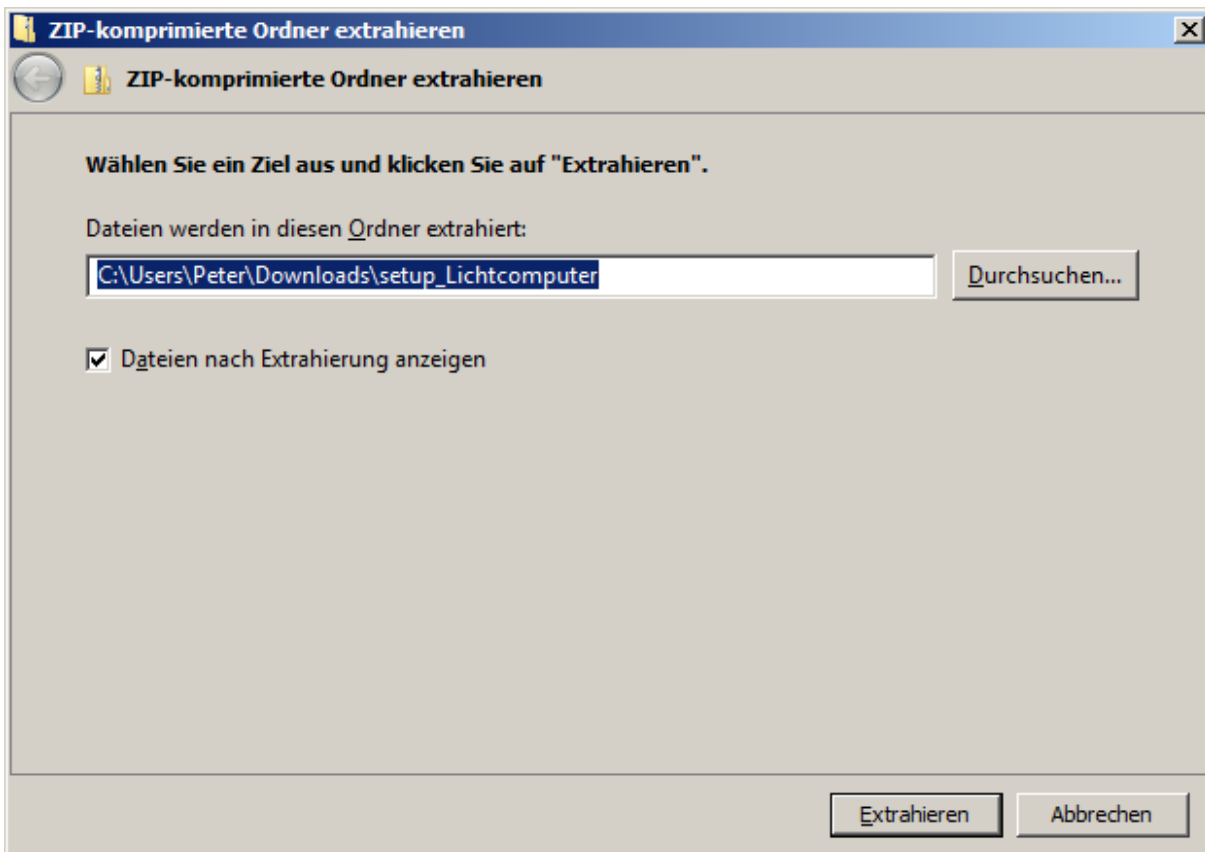 ZIP-komprimierte Ordner extrahieren
ZIP-komprimierte Ordner extrahieren
Wählen Sie ein Ziel aus und klicken Sie auf "Extrahieren".
Dateien werden in diesen Ordner extrahiert:
C:\Users\Peter\Downloads\setup_Lichtcomputer
Durchsuchen...
Dateien nach Extrahierung anzeigen
Extrahieren
Abbrechen